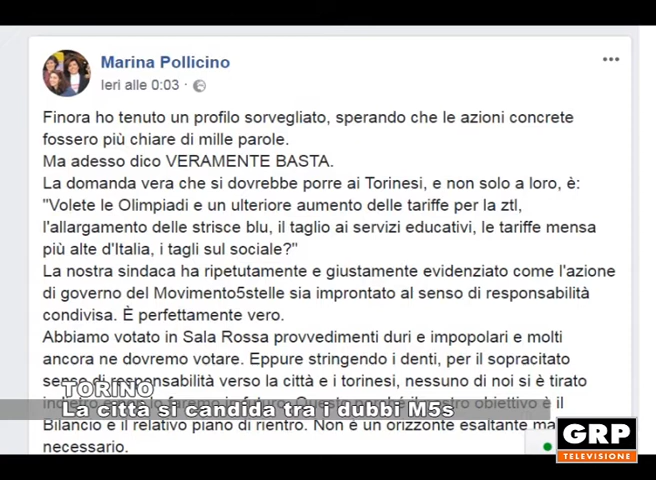 Marina Pollicino
Ieri alle 0:03 ·
Finora ho tenuto un profilo sorvegliato, sperando che le azioni concrete
fossero più chiare di mille parole.
Ma adesso dico VERAMENTE BASTA.
La domanda vera che si dovrebbe porre ai Torinesi, e non solo a loro, è:
"Volete le Olimpiadi e un ulteriore aumento delle tariffe per la ztl,
l'allargamento delle strisce blu, il taglio ai servizi educativi, le tariffe mensa
più alte d'Italia, i tagli sul sociale?"
La nostra sindaca ha ripetutamente e giustamente evidenziato come l'azione
di governo del Movimento5stelle sia improntato al senso di responsabilità
condivisa. È perfettamente vero.
Abbiamo votato in Sala Rossa provvedimenti duri e impopolari e molti
ancora ne dovremo votare. Eppure stringendo i denti, per il sopracitato
senso di responsabilità verso la città e i torinesi, nessuno di noi si è tirato
TORINO
il
La città si candida tra i dubbi M5s
Bilancio e il relativo piano di rientro. Non è un orizzonte esaltante ma
necessario.
GRP
TELEVISIONE